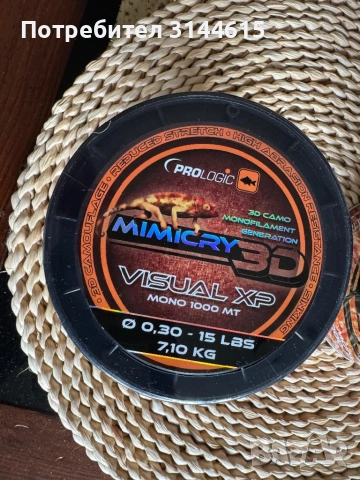 Потребител 3144615
3D CAMOUFLAGE - REDUCED STRETCH - HIGH ABRASION RESISTANCE -
PROLOGIC
3D CAMO
MONOFILAMENT
GENERATION
MIMICRY 3D
VISUAL XP
MONO 1000 MT
Ø 0,30 - 15 LBS
7,10 KG